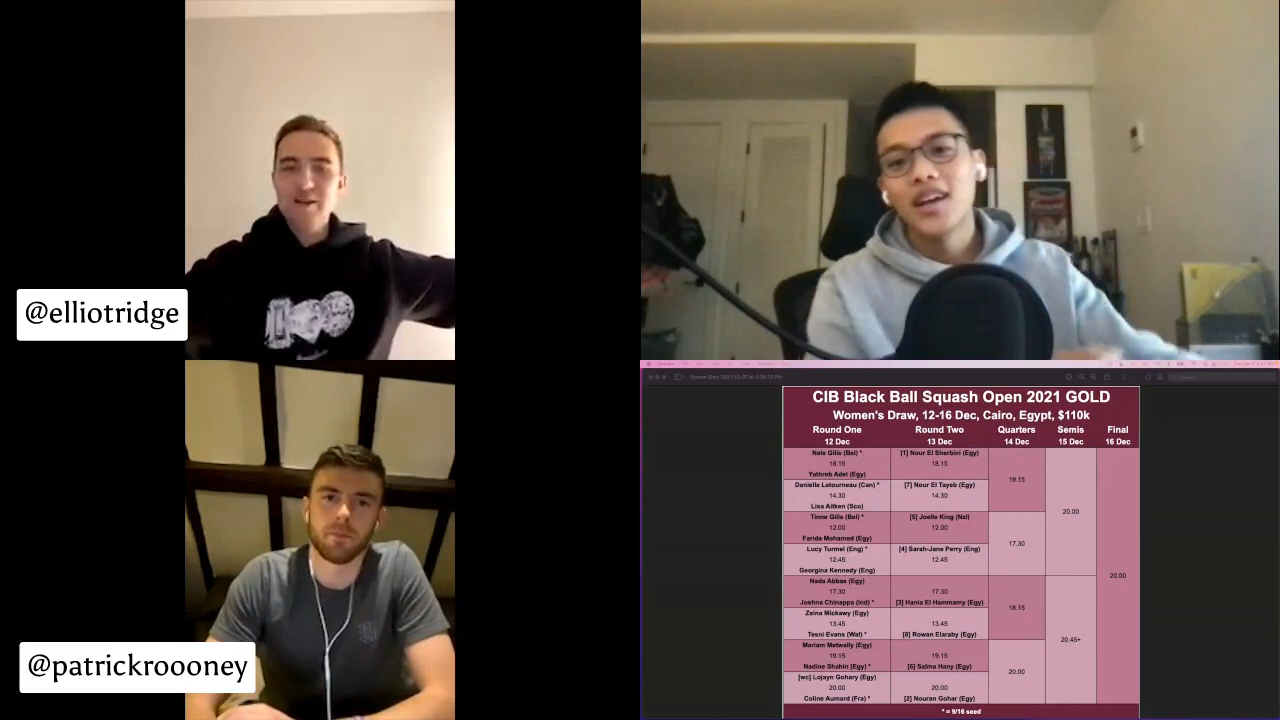 @elliotridge
@patrickroooney
CIB Black Ball Squash Open 2021 GOLD
Women's Draw, 12-16 Dec, Cairo, Egypt, $110k
Round One Round Two Quarters Semis Final
12 Dec 13 Dec 14 Dec 15 Dec 16 Dec
Nele Gilis (Bel) * [1] Nour El Sherbini (Egy)
18.15 18.15
Yathreb Adel (Egy)
19.15
Danielle Letourneau (Can) * [7] Nour El Tayeb (Egy)
14.30 14.30
Lisa Aitken (Sco)
20.00
Tinne Gilis (Bel) * [5] Joelle King (Nzl)
12.00 12.00
Farida Mohamed (Egy)
17.30
Lucy Turmel (Eng) * [4] Sarah-Jane Perry (Eng)
12.45 12.45
Georgina Kennedy (Eng)
20.00
Nada Abbas (Egy)
17.30 17.30
Joshna Chinappa (Ind) * [3] Hania El Hammamy (Egy)
18.15
Zeina Mickawy (Egy)
13.45 13.45
Tesni Evans (Wal) * [8] Rowan Elaraby (Egy)
20.45+
Mariam Metwally (Egy)
19.15 19.15
Nadine Shahin (Egy) * [6] Salma Hany (Egy)
20.00
[wc] Lojayn Gohary (Egy)
20.00 20.00
Coline Aumard (Fra) * [2] Nouran Gohar (Egy)
* = 9/16 seed